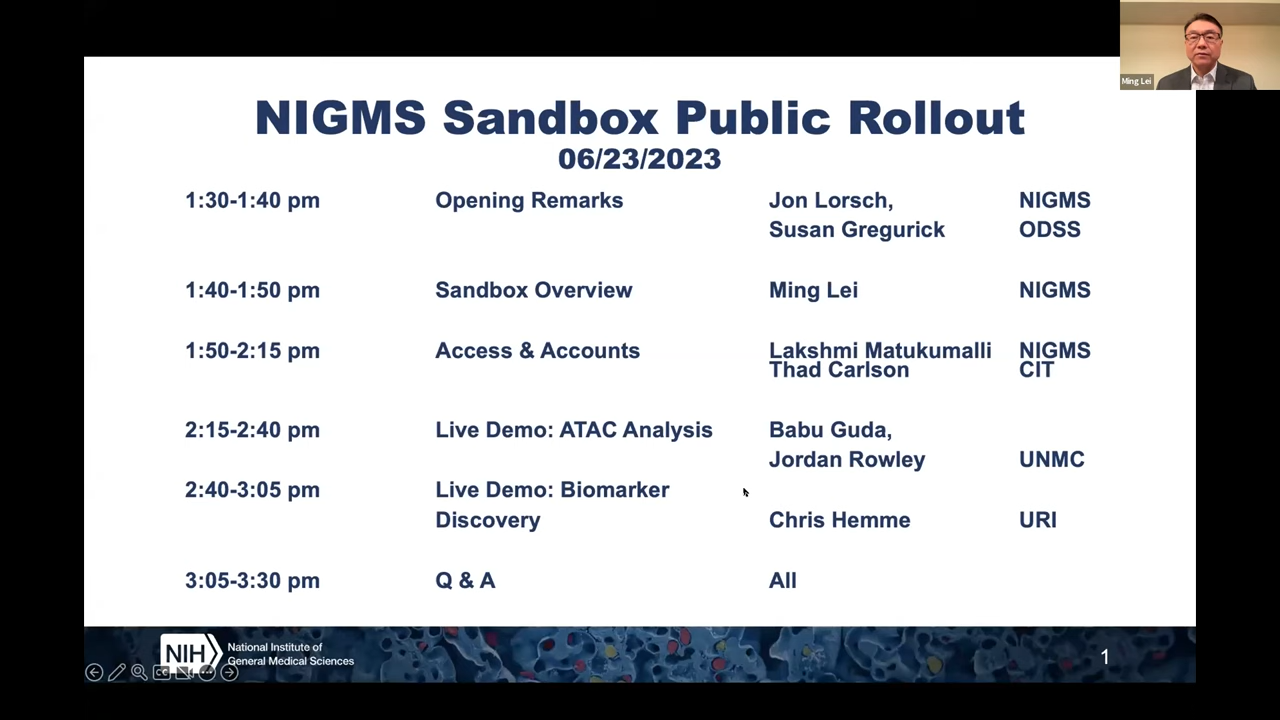 Ming Lei
NIGMS Sandbox Public Rollout
06/23/2023
1:30-1:40 pm Opening Remarks Jon Lorsch, NIGMS
Susan Gregurick ODSS
1:40-1:50 pm Sandbox Overview Ming Lei NIGMS
1:50-2:15 pm Access & Accounts Lakshmi Matukumalli NIGMS
Thad Carlson CIT
2:15-2:40 pm Live Demo: ATAC Analysis Babu Guda,
Jordan Rowley UNMC
2:40-3:05 pm Live Demo: Biomarker
Discovery Chris Hemme URI
3:05-3:30 pm Q & A All
NIH National Institute of
General Medical Sciences
CC
1